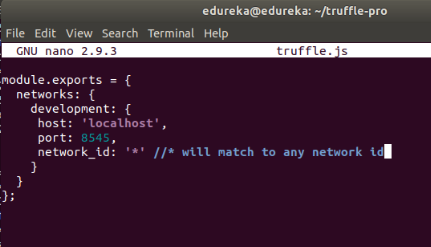 edureka@edureka: ~/truffle-pro
File Edit View Search Terminal Help
GNU nano 2.9.3 truffle.js
module.exports = {
  networks: {
    development: {
     host: 'localhost',
     port: 8545,
     network_id: '*' //* will match to any network id
    }
  }
};